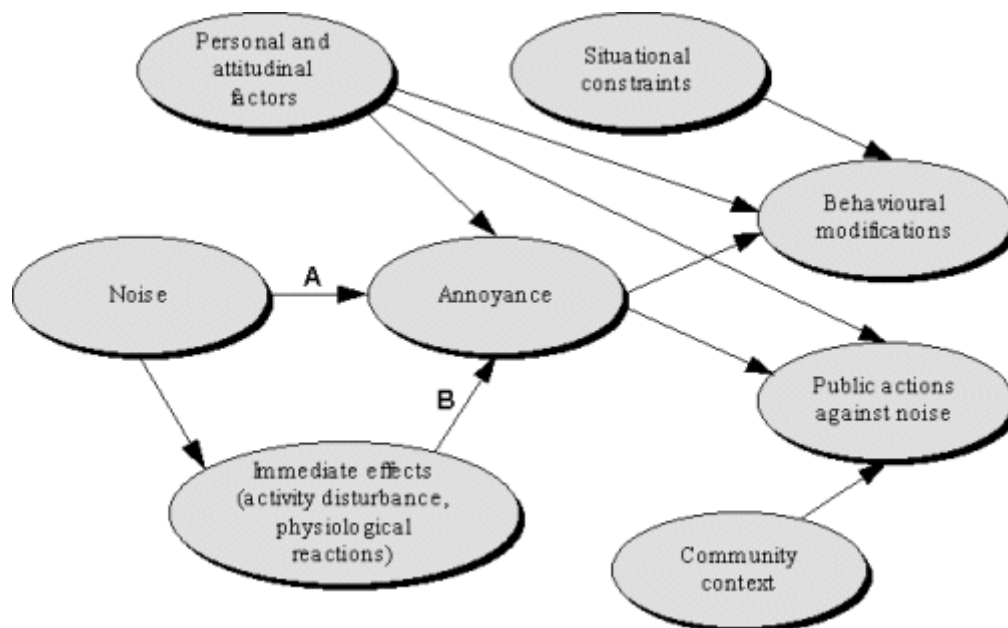 Personal and
attitudinal
factors
Situational
constraints
Behavioural
modifications
Noise
A
Annoyance
B
Public actions
against noise
Immediate effects
(activity disturbance,
physiological
reactions)
Community
context